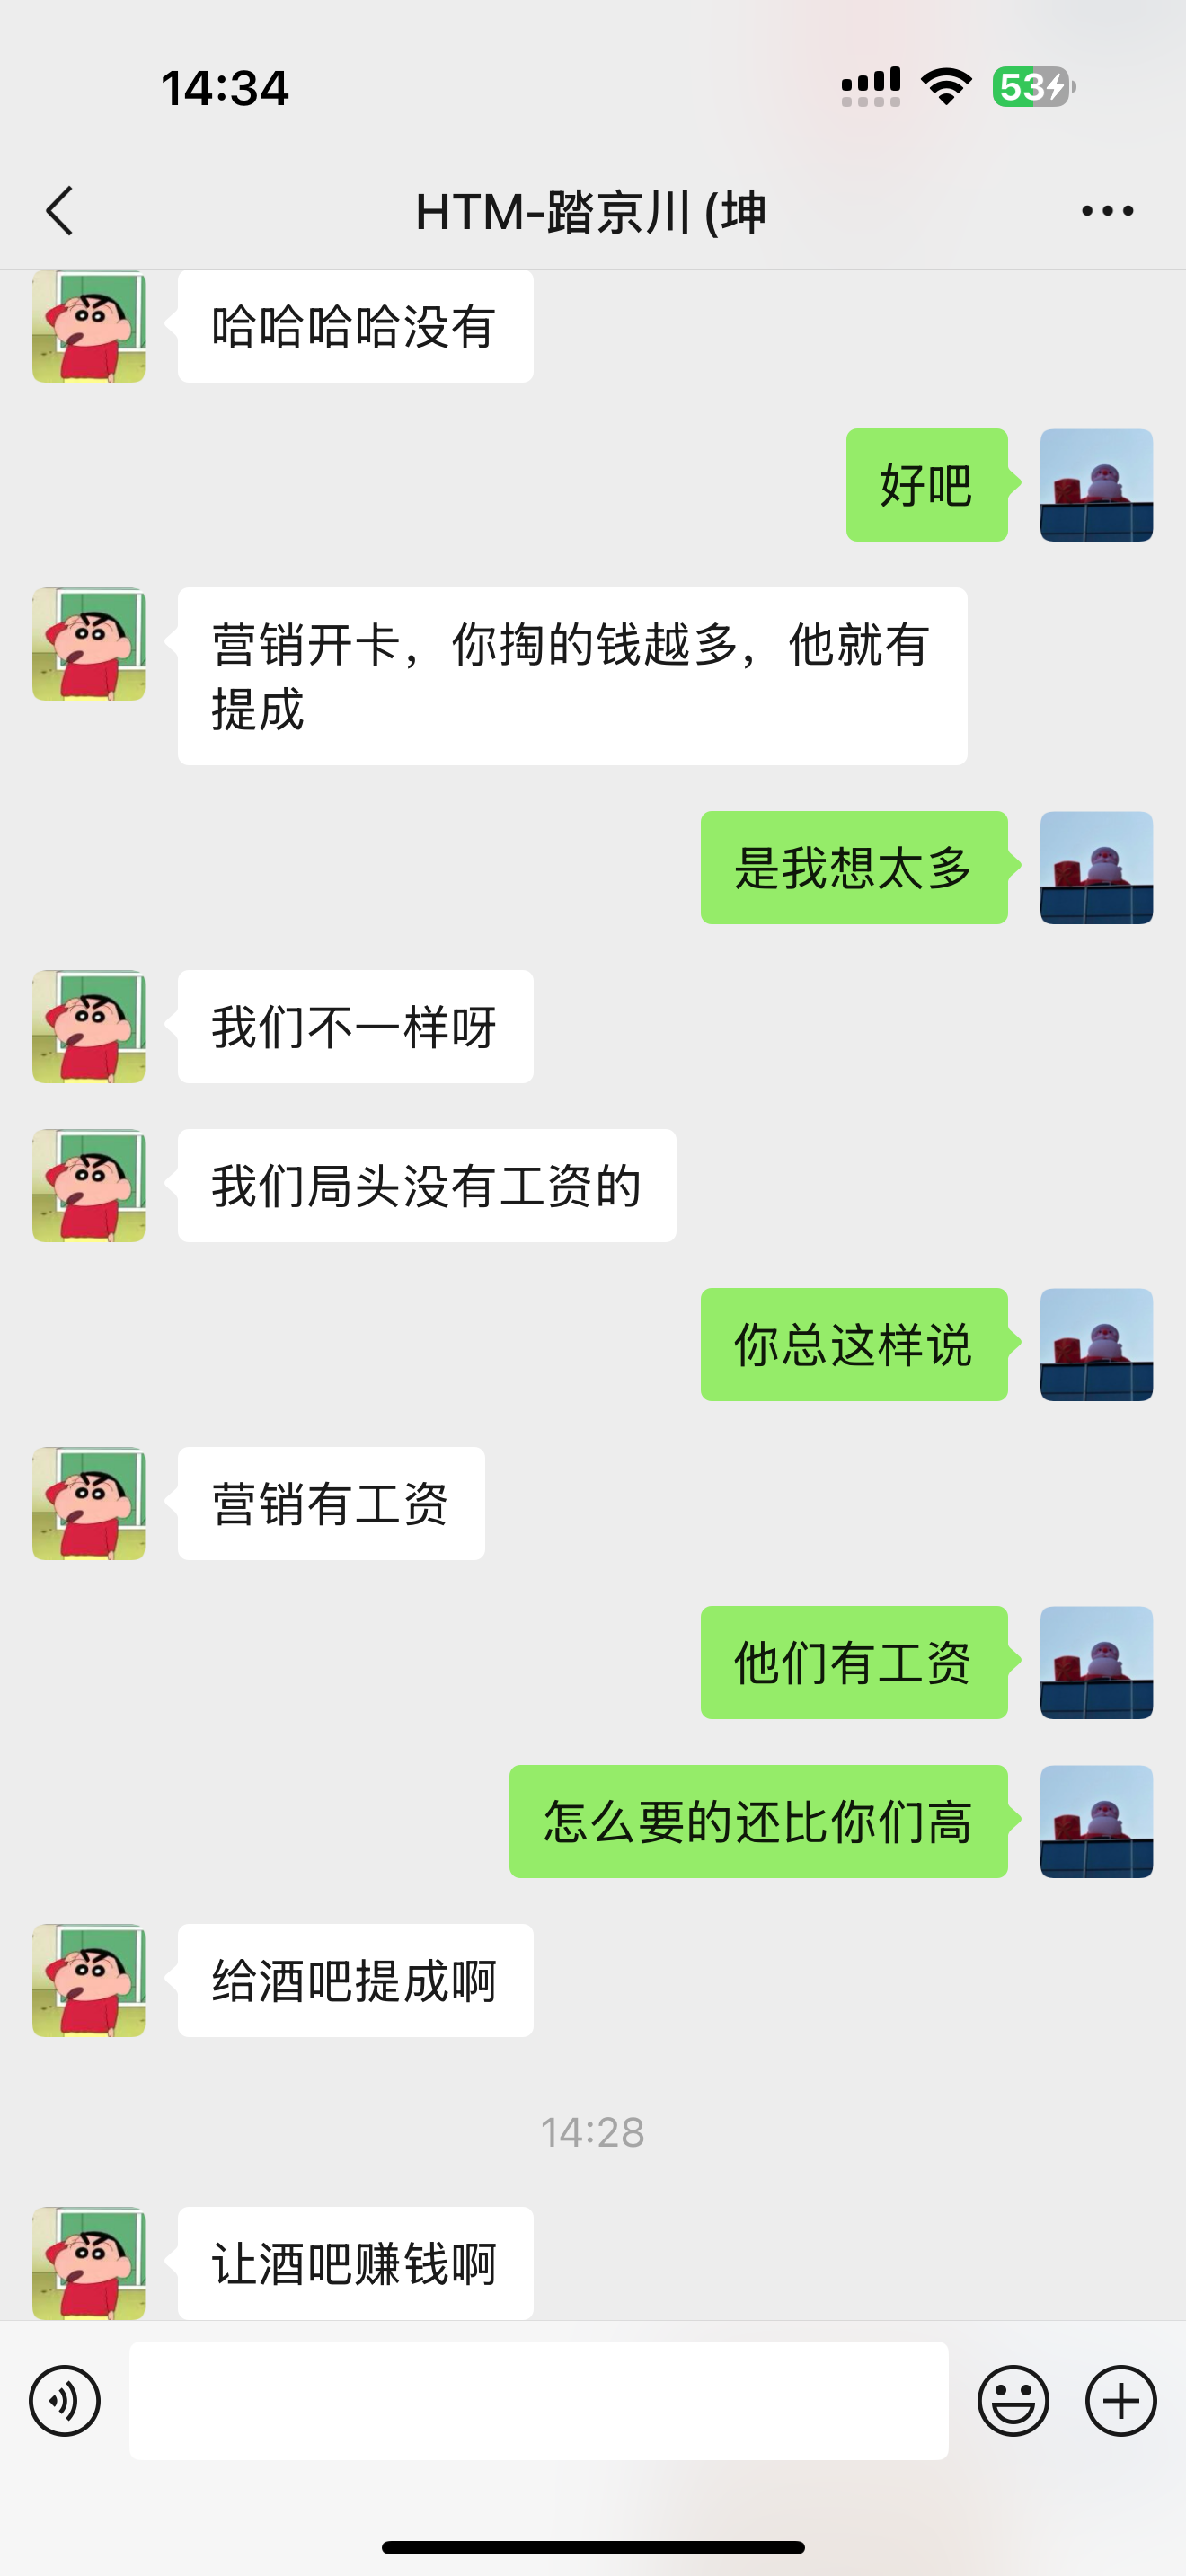 14:34
53
HTM-踏京川 (坤
哈哈哈哈没有
好吧
营销开卡，你掏的钱越多，他就有
提成
是我想太多
我们不一样呀
我们局头没有工资的
你总这样说
营销有工资
他们有工资
怎么要的还比你们高
给酒吧提成啊
14:28
让酒吧赚钱啊